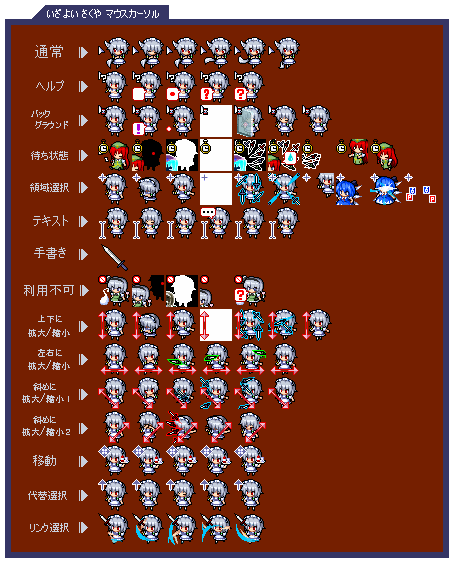 いざよいさくや マウスカーソル
通常
ヘルプ
バック
グラウンド
待ち状態
領域選択
テキスト
手書き
利用不可
上下に
拡大/縮小
左右に
拡大/縮小
斜めに
拡大/縮小1
斜めに
拡大/縮小2
移動
代替選択
リンク選択